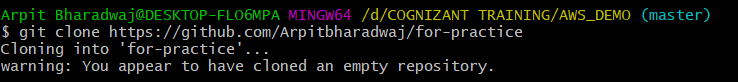 Arpit Bharadwaj@DESKTOP-FLO6MPA MINGW64 /d/COGNIZANT TRAINING/AWS_DEMO (master)
$ git clone https://github.com/Arpitbharadwaj/for-practice
Cloning into 'for-practice'...
warning: You appear to have cloned an empty repository.